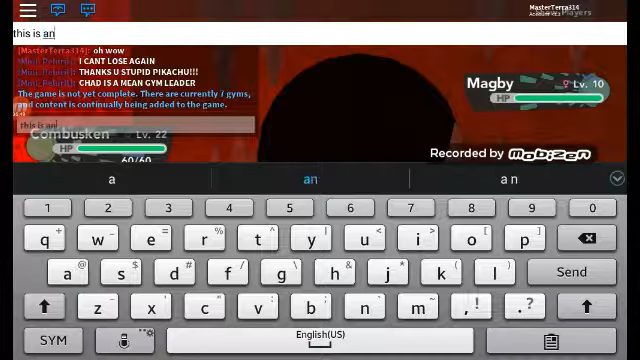 MasterTerra314
Players
this is an
[MasterTerra314]: oh wow
I CANT LOSE AGAIN
THANKS U STUPID PIKACHU!!!
CHAD IS A MEAN GYM LEADER
The game is not yet complete. There are currently 7 gyms,
and content is continually being added to the game.
this is an
Magby ♀ Lv. 10
HP
Combusken Lv. 22
HP
60/60
Recorded by mobizen
a an a n
1 2 3 4 5 6 7 8 9 0
q + w - e = r % t ^ y | u < i > o [ p ]
a @ s $ d # f / g ! h & j * k ( l ) Send
z x c v b n m , ! . ?
SYM English(US)